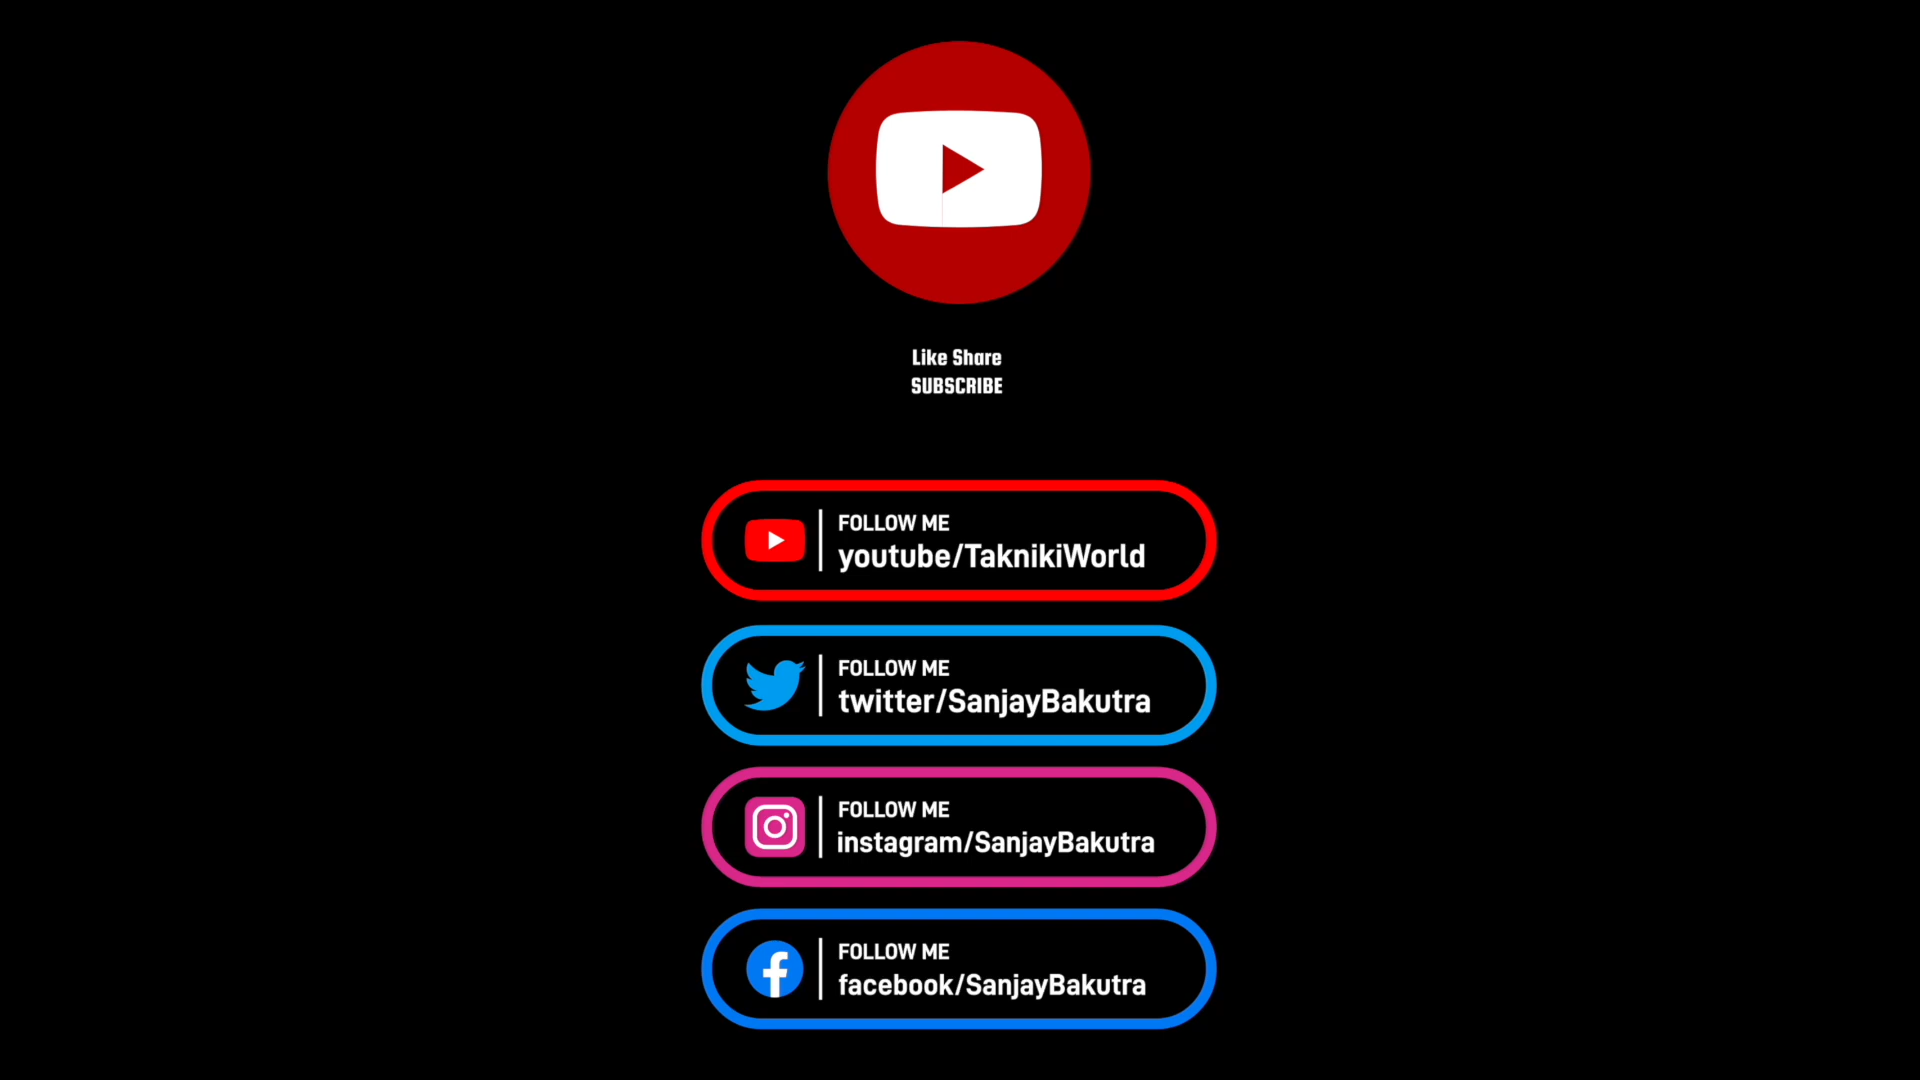 Like Share
SUBSCRIBE
FOLLOW ME
youtube/TaknikiWorld
FOLLOW ME
twitter/SanjayBakutra
FOLLOW ME
instagram/SanjayBakutra
FOLLOW ME
facebook/SanjayBakutra